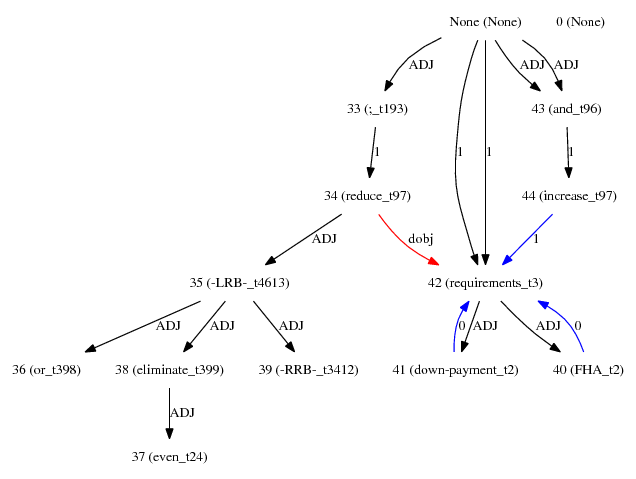 None (None) 0 (None)
ADJ ADJ ADJ
33 (;_t193) 43 (and_t96)
1 1 1 1
34 (reduce_t97) 44 (increase_t97)
ADJ dobj 1
35 (-LRB-_t4613) 42 (requirements_t3)
ADJ ADJ ADJ 0 ADJ ADJ 0
36 (or_t398) 38 (eliminate_t399) 39 (-RRB-_t3412) 41 (down-payment_t2) 40 (FHA_t2)
ADJ
37 (even_t24)